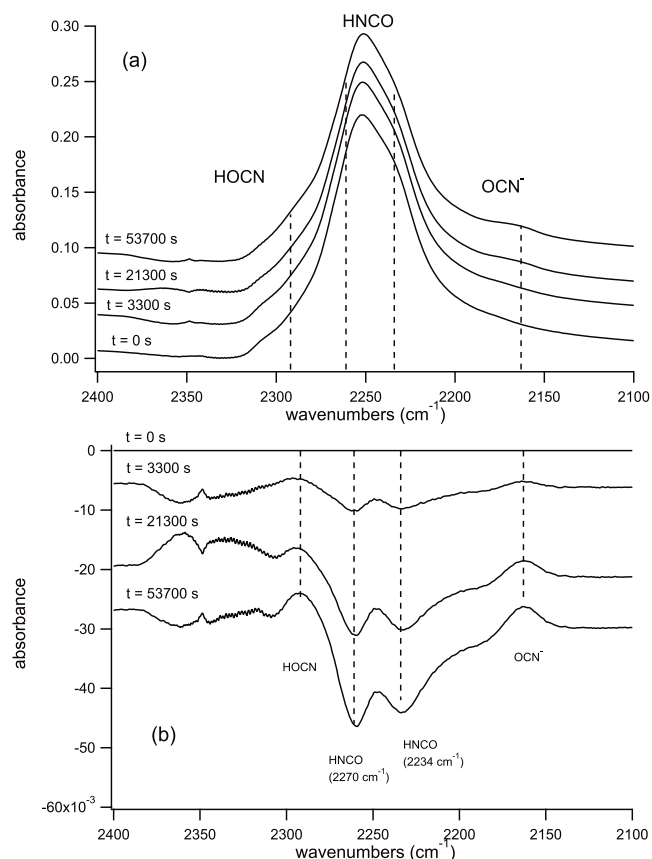 0.30
0.25
0.20
0.15
0.10
0.05
0.00
absorbance
(a)
HNCO
HOCN
OCN⁻
t = 53700 s
t = 21300 s
t = 3300 s
t = 0 s
2400
2350
2300
2250
2200
2150
2100
wavenumbers (cm⁻¹)
0
-10
-20
-30
-40
-50
-60x10⁻³
absorbance
t = 0 s
t = 3300 s
t = 21300 s
t = 53700 s
HOCN
OCN⁻
HNCO
(2270 cm⁻¹)
HNCO
(2234 cm⁻¹)
(b)
2400
2350
2300
2250
2200
2150
2100
wavenumbers (cm⁻¹)